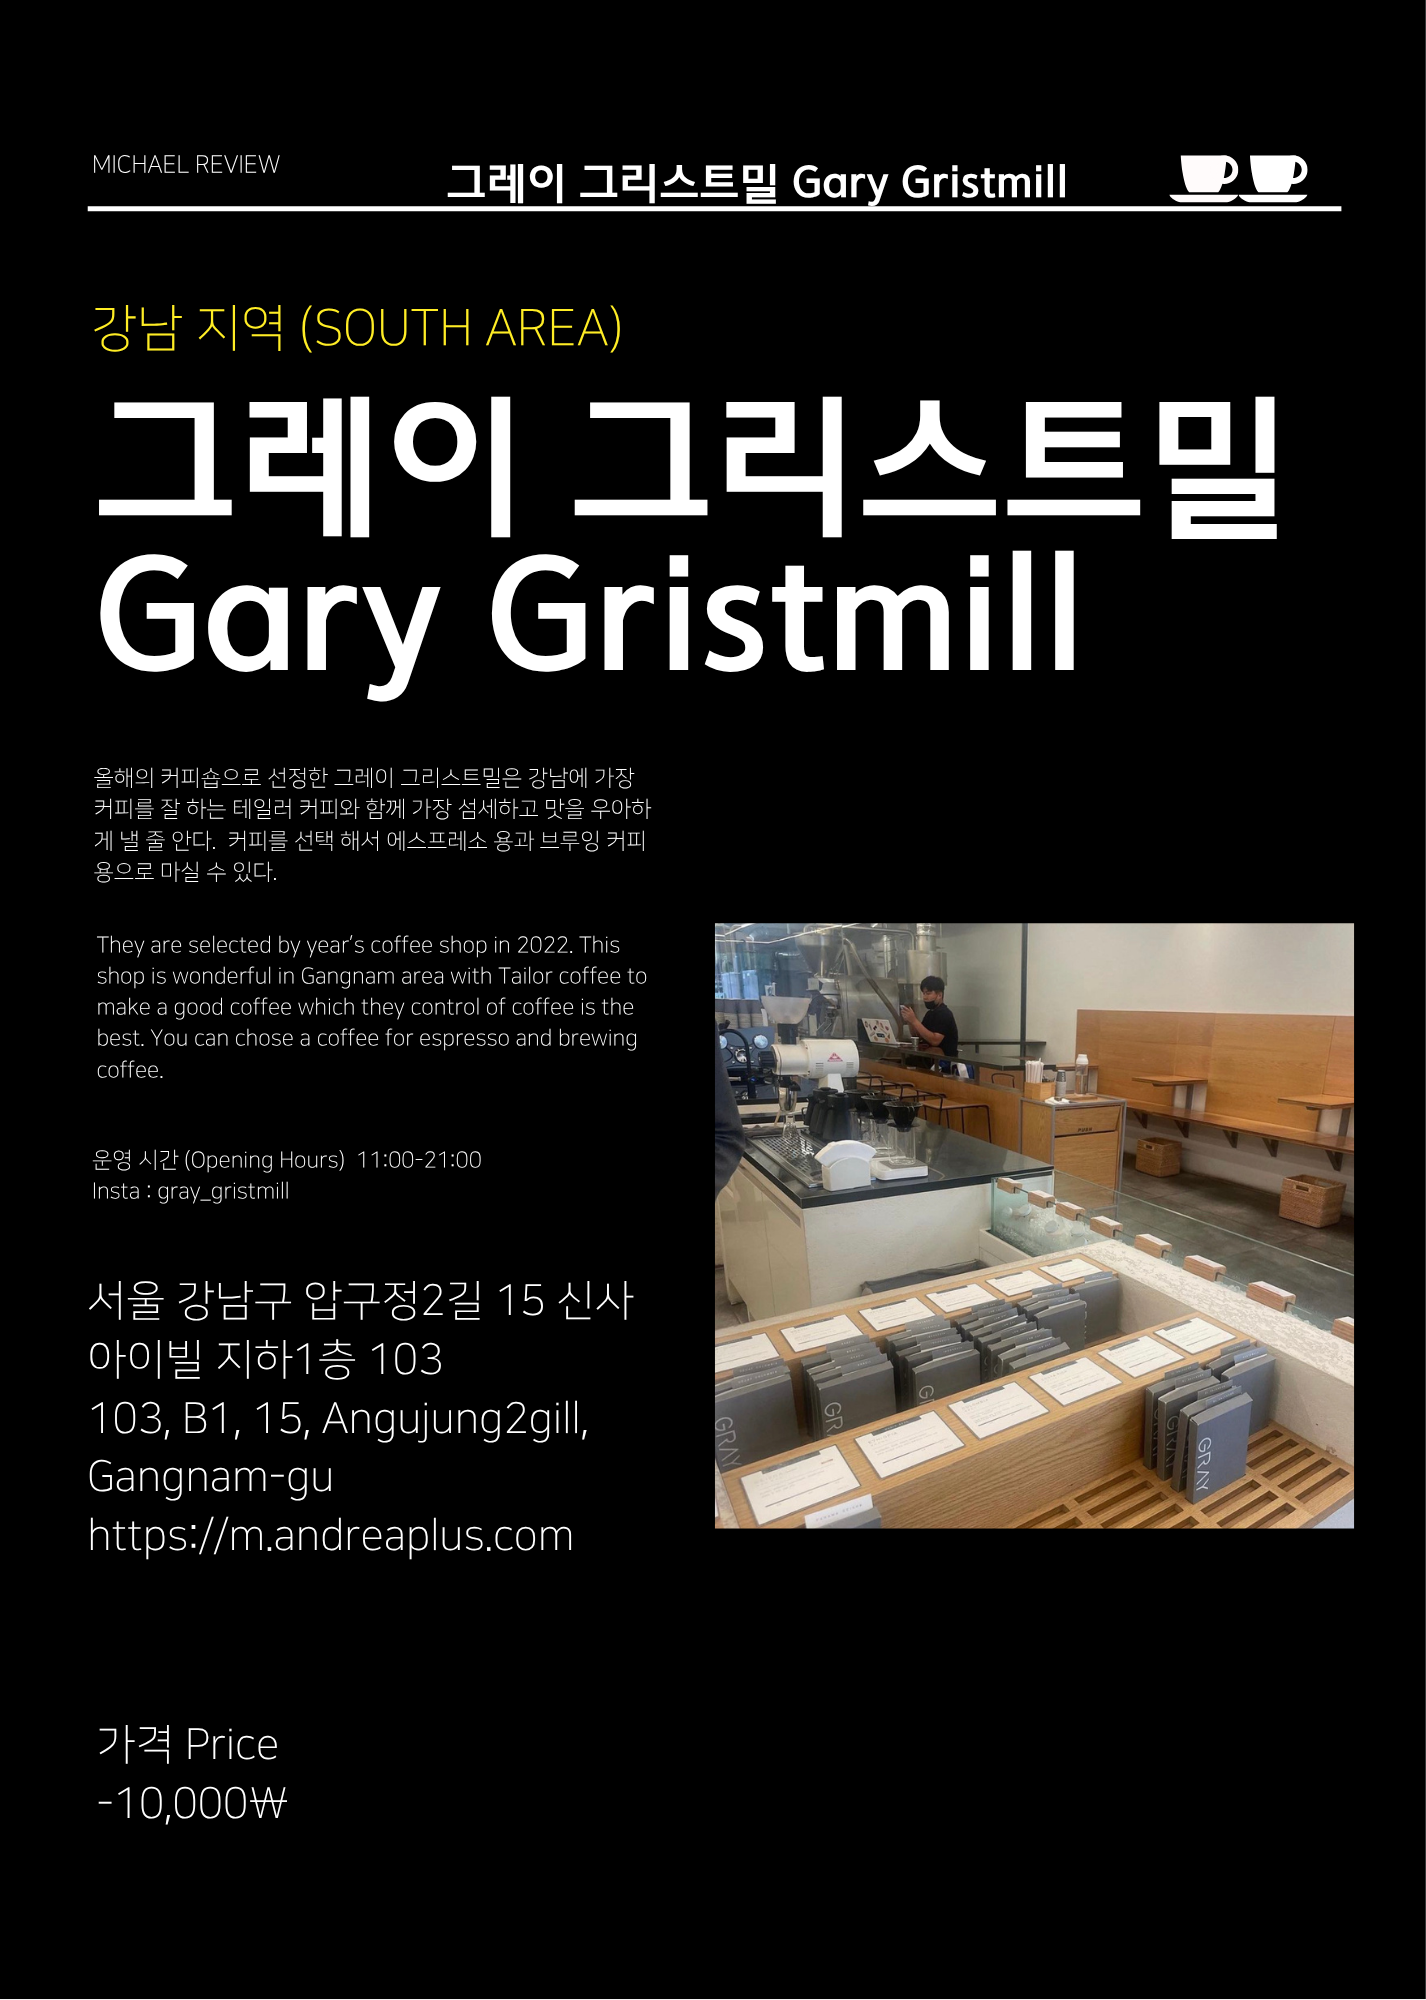 MICHAEL REVIEW
그레이 그리스트밀 Gary Gristmill
강남 지역 (SOUTH AREA)
그레이 그리스트밀
Gary Gristmill
올해의 커피숍으로 선정한 그레이 그리스트밀은 강남에 가장
커피를 잘 하는 테일러 커피와 함께 가장 섬세하고 맛을 우아하
게 낼 줄 안다. 커피를 선택 해서 에스프레소 용과 브루잉 커피
용으로 마실 수 있다.
They are selected by year's coffee shop in 2022. This
shop is wonderful in Gangnam area with Tailor coffee to
make a good coffee which they control of coffee is the
best. You can chose a coffee for espresso and brewing
coffee.
운영 시간 (Opening Hours) 11:00-21:00
Insta : gray_gristmill
서울 강남구 압구정2길 15 신사
아이빌 지하1층 103
103, B1, 15, Angujung2gill,
Gangnam-gu
https://m.andreaplus.com
가격 Price
-10,000₩
GRAY
GRAY